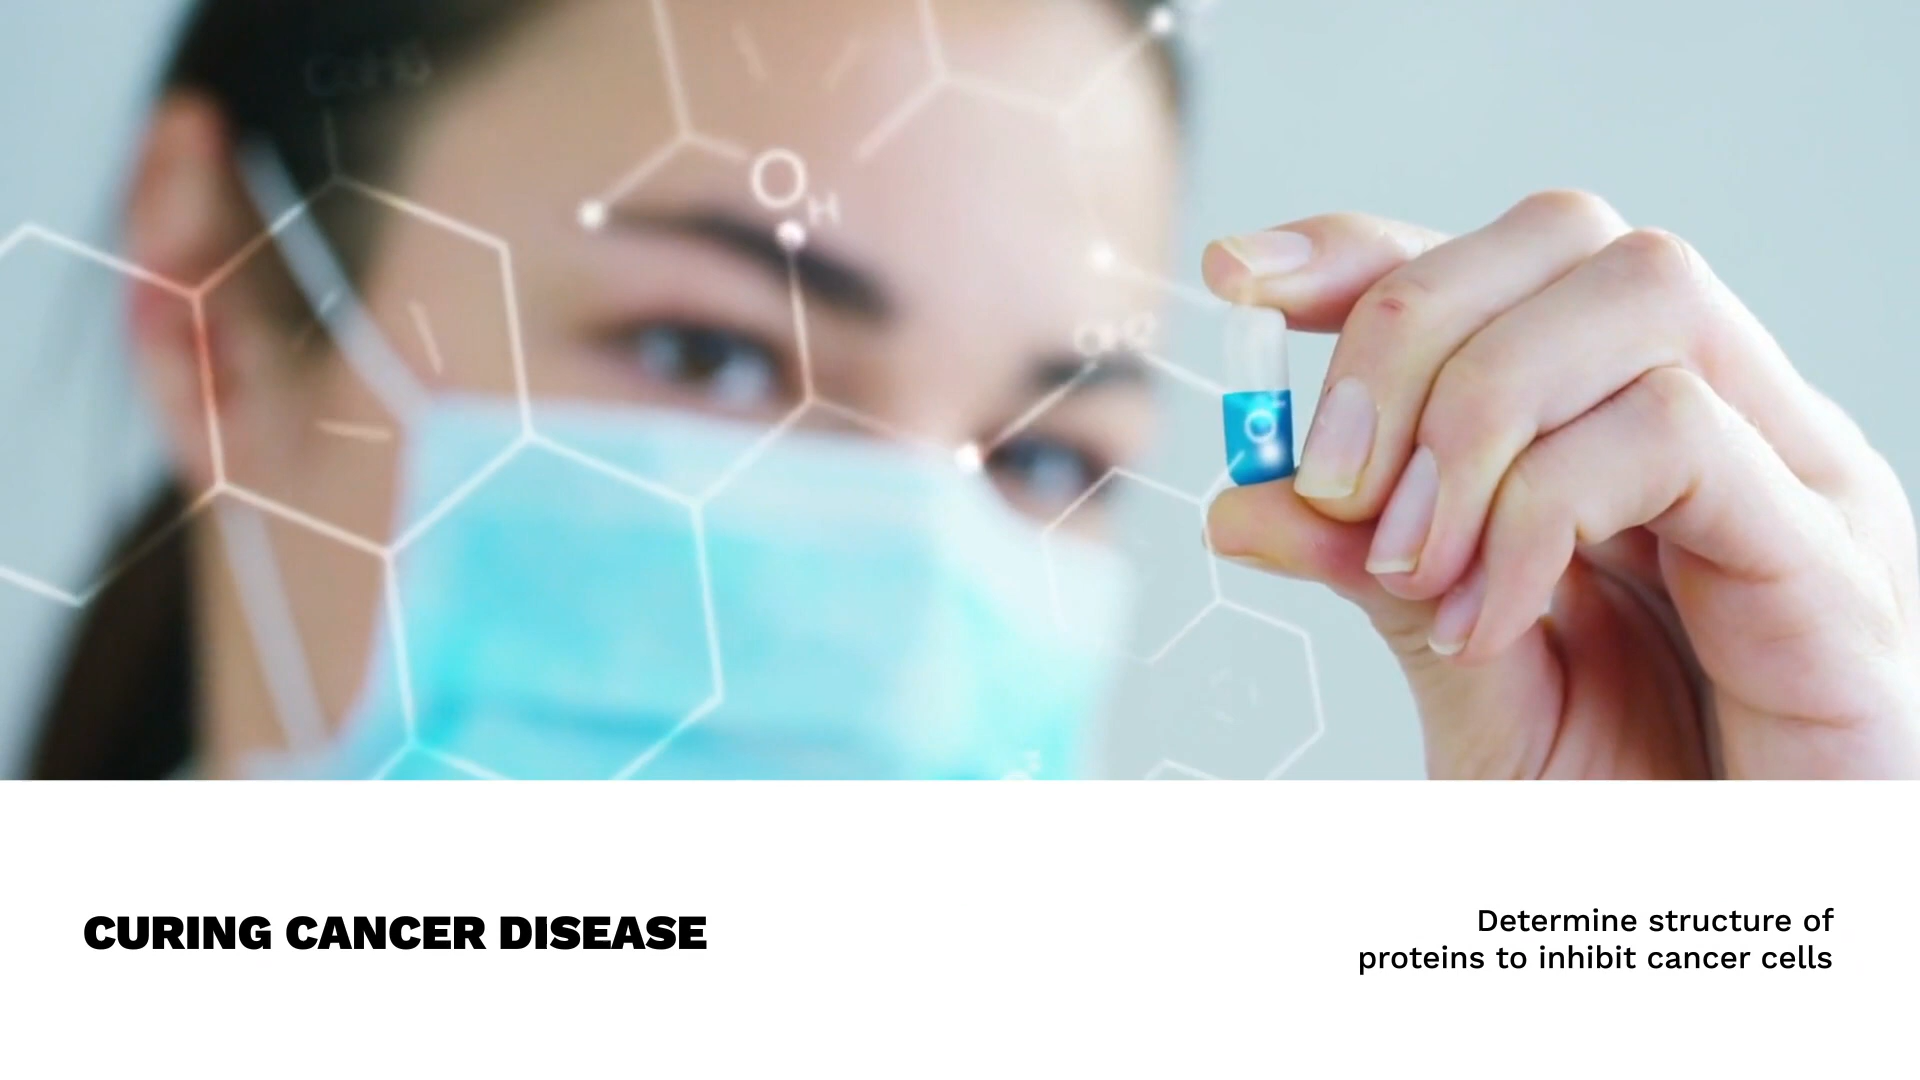 O
H
O
CURING CANCER DISEASE
Determine structure of
proteins to inhibit cancer cells